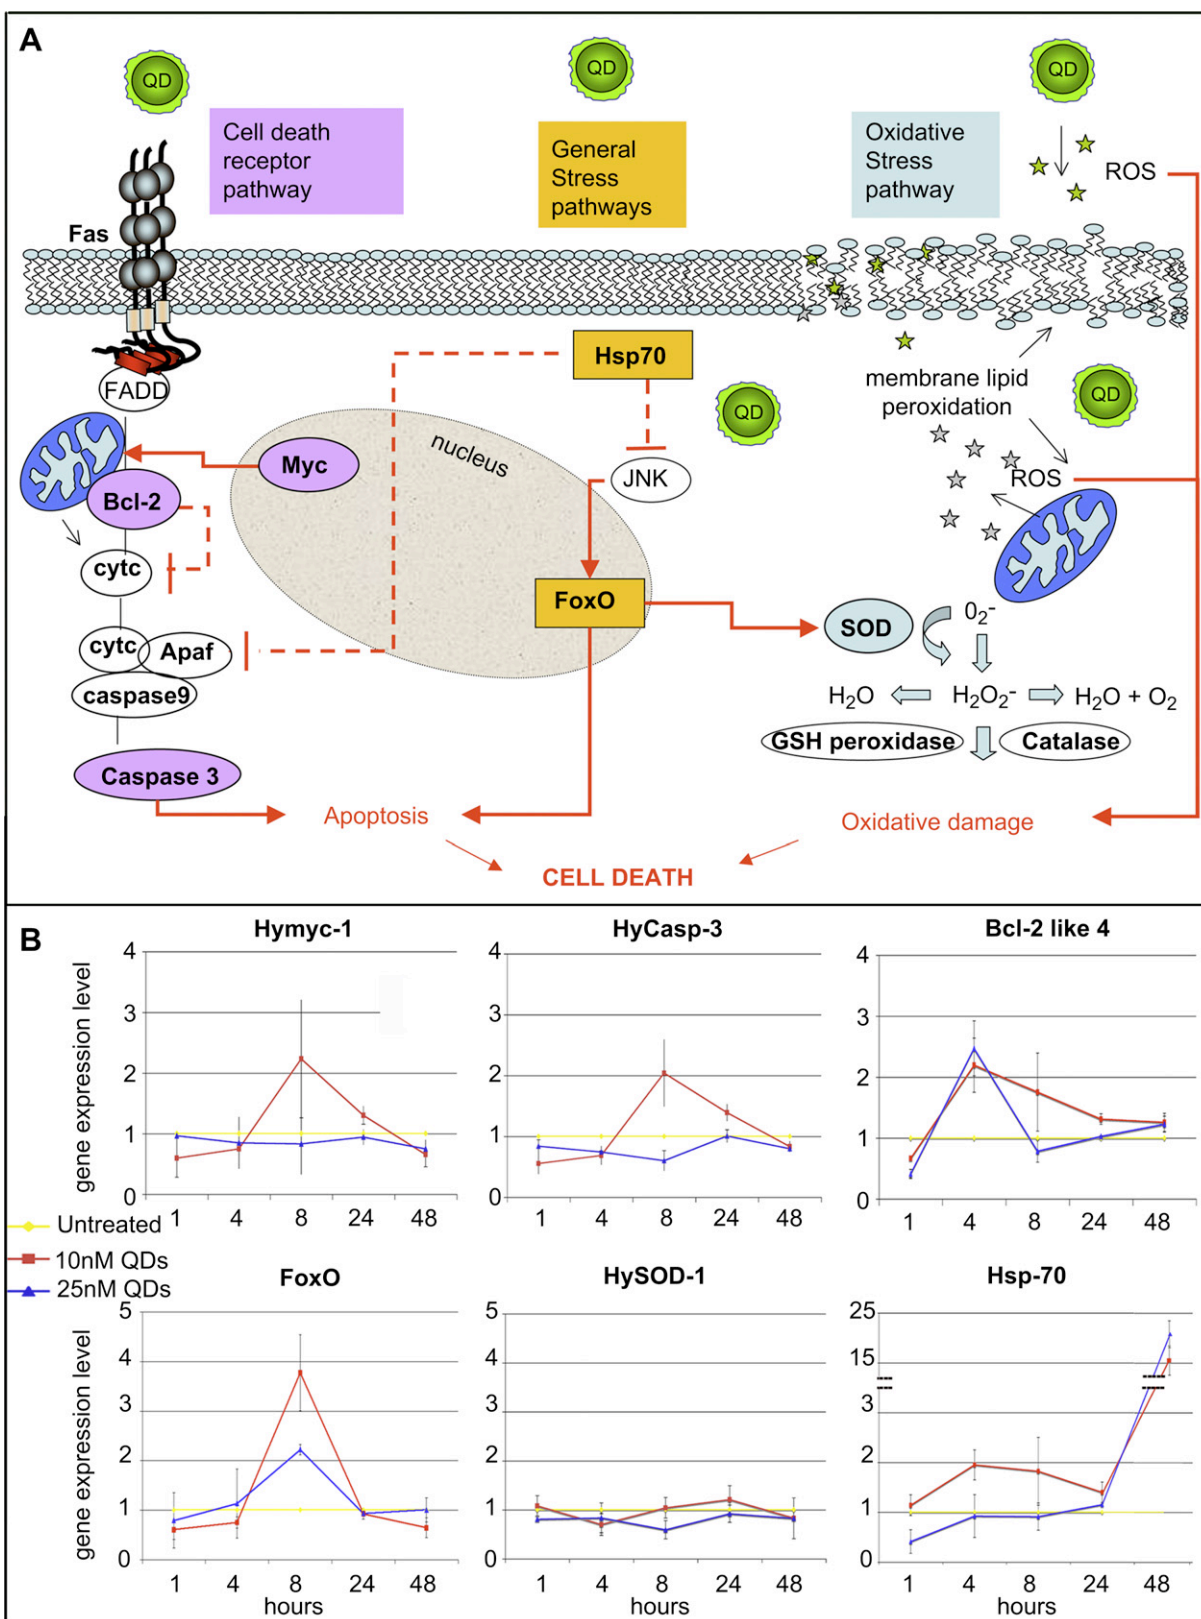 A
QD
QD
QD
Cell death
receptor
pathway
General
Stress
pathways
Oxidative
Stress
pathway
ROS
Fas
Hsp70
FADD
QD
membrane lipid
peroxidation
QD
nucleus
Myc
JNK
ROS
Bcl-2
cytc
FoxO
SOD
0₂⁻
cytc
Apaf
caspase9
H₂O
H₂O₂⁻
H₂O + O₂
GSH peroxidase
Catalase
Caspase 3
Apoptosis
Oxidative damage
CELL DEATH
B
Hymyc-1
HyCasp-3
Bcl-2 like 4
gene expression level
4
3
2
1
0
1 4 8 24 48
4
3
2
1
0
1 4 8 24 48
4
3
2
1
0
1 4 8 24 48
Untreated
10nM QDs
25nM QDs
FoxO
HySOD-1
Hsp-70
gene expression level
5
4
3
2
1
0
1 4 8 24 48
hours
5
4
3
2
1
0
1 4 8 24 48
hours
25
15
3
2
1
0
1 4 8 24 48
hours